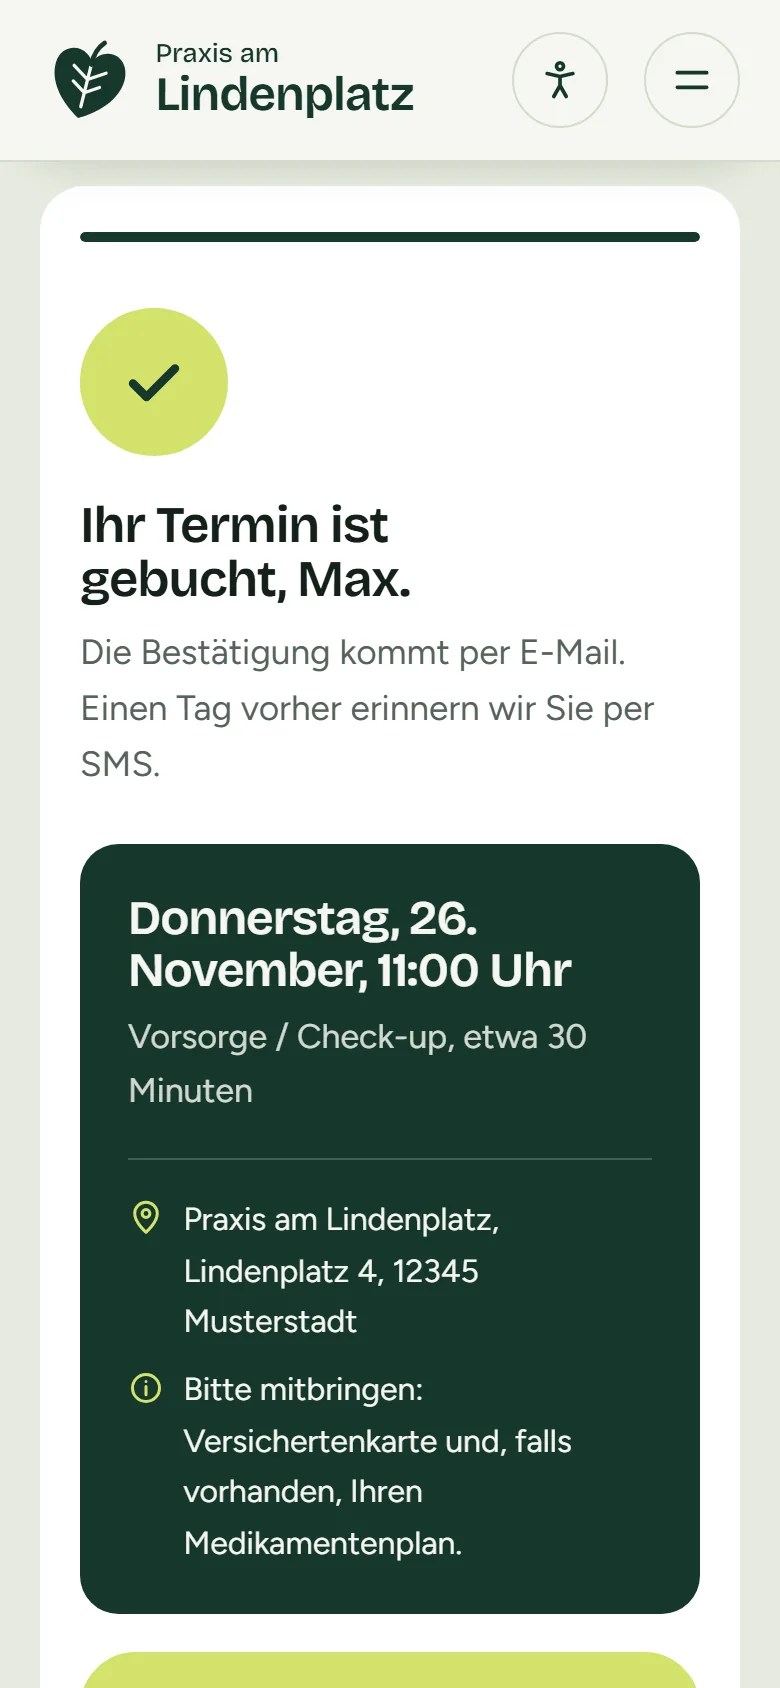 Praxis am
Lindenplatz
Ihr Termin ist
gebucht, Max.
Die Bestätigung kommt per E-Mail.
Einen Tag vorher erinnern wir Sie per
SMS.
Donnerstag, 26.
November, 11:00 Uhr
Vorsorge / Check-up, etwa 30
Minuten
Praxis am Lindenplatz,
Lindenplatz 4, 12345
Musterstadt
Bitte mitbringen:
Versichertenkarte und, falls
vorhanden, Ihren
Medikamentenplan.